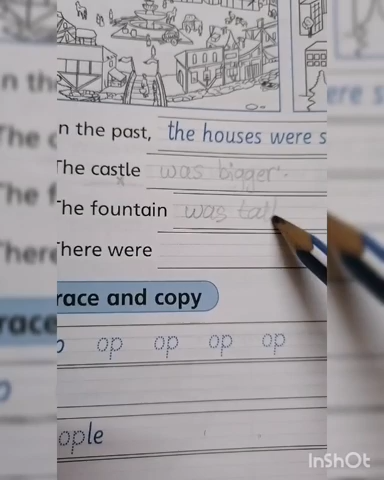 n the past, the houses were s
The castle was bigger.
The fountain was tall
There were
race and copy
op op op op
ople
InShOt